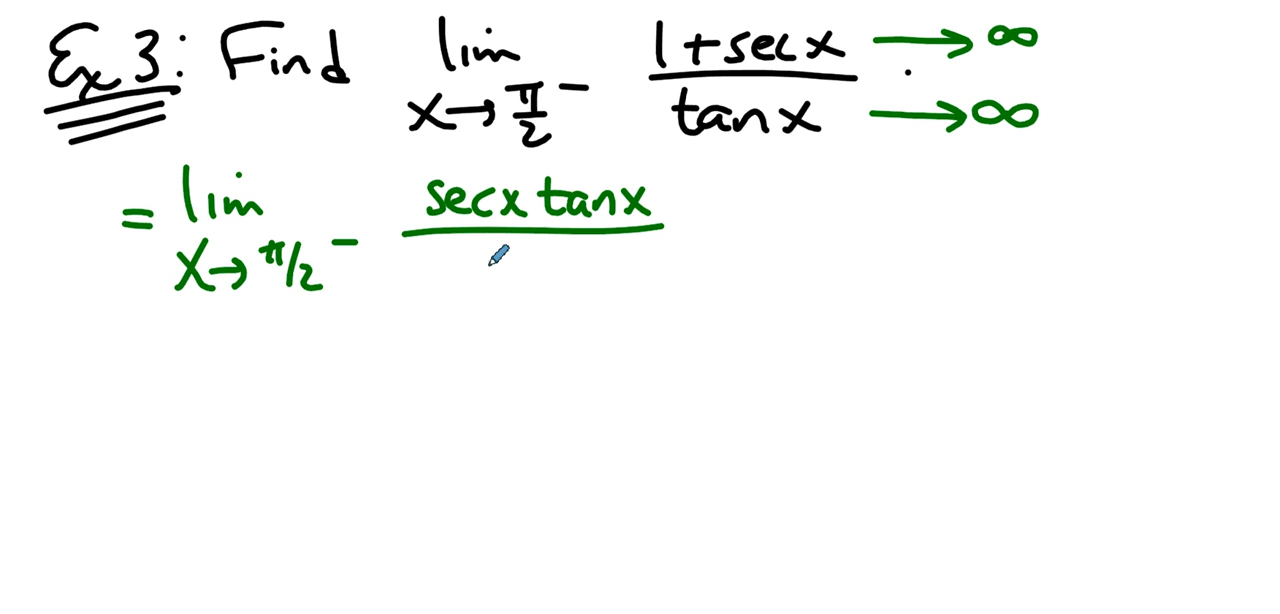 Ex 3: Find lim x→π/2⁻ (1+secx)/(tanx) . →∞ →∞
= lim x→π/2⁻ (secx tanx)/